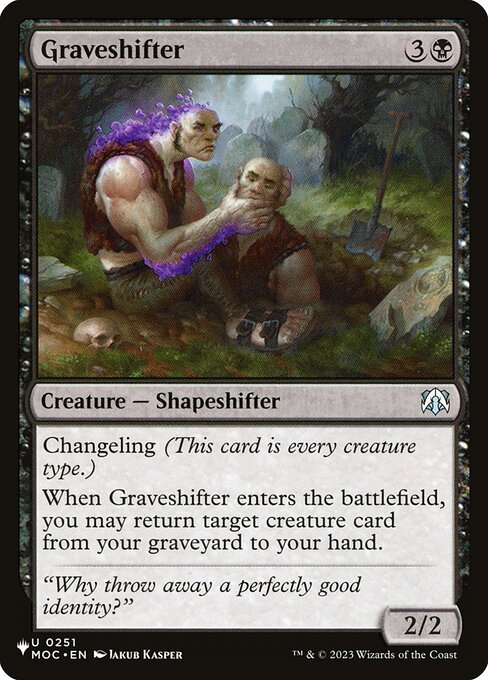 Graveshifter 3
Creature — Shapeshifter
Changeling (This card is every creature
type.)
When Graveshifter enters the battlefield,
you may return target creature card
from your graveyard to your hand.
“Why throw away a perfectly good
identity?”
2/2
U 0251
MOC • EN Jakub Kasper
™ & © 2023 Wizards of the Coast